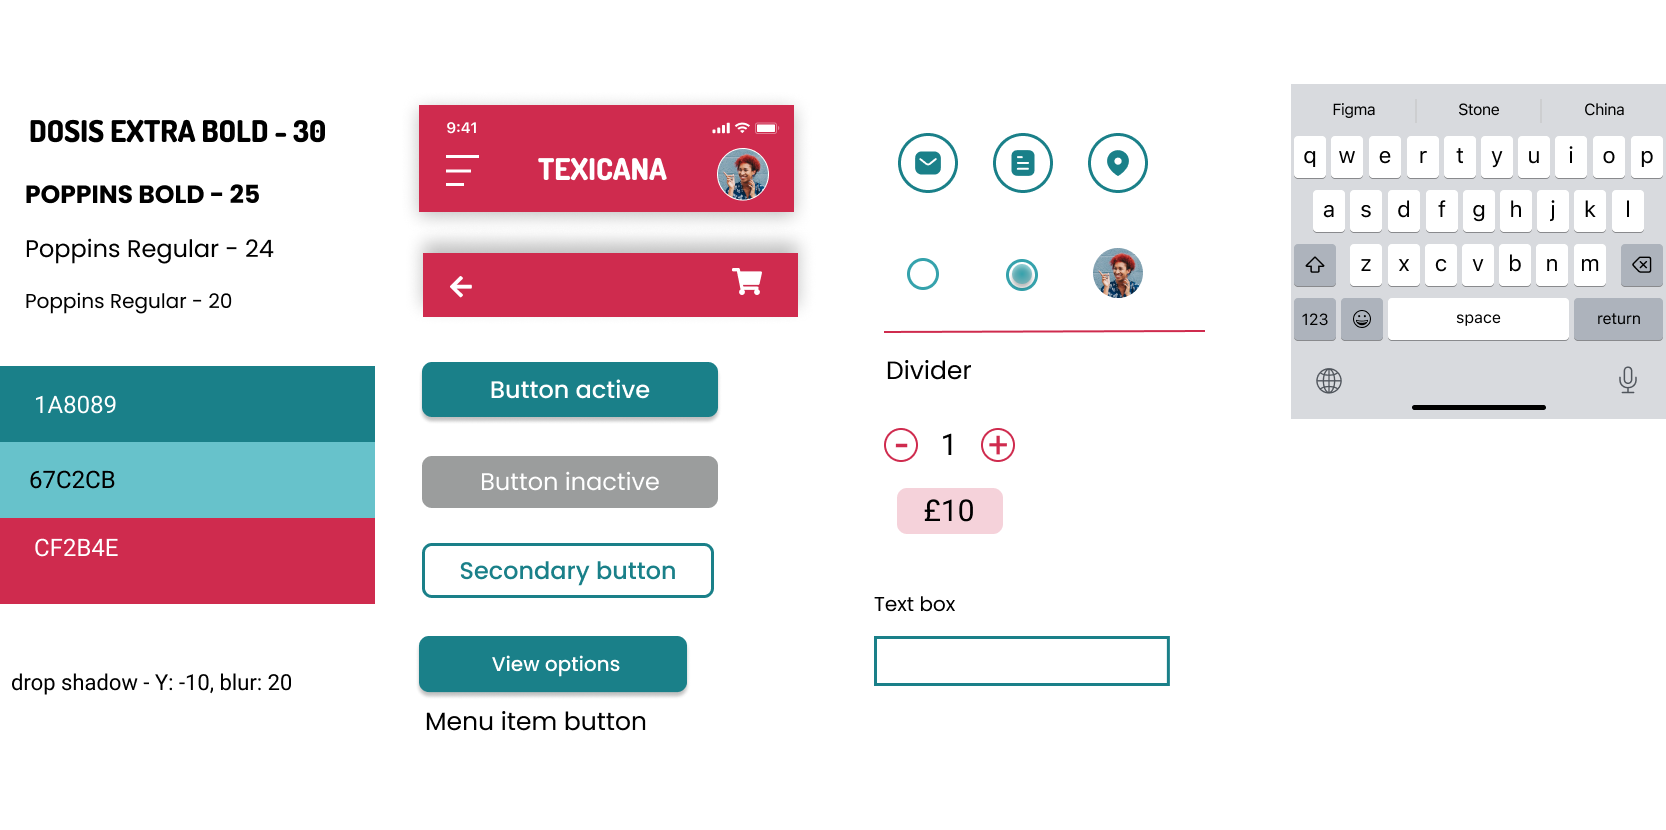 DOSIS EXTRA BOLD - 30
POPPINS BOLD - 25
Poppins Regular - 24
Poppins Regular - 20
1A8089
67C2CB
CF2B4E
drop shadow - Y: -10, blur: 20
9:41
TEXICANA
Button active
Button inactive
Secondary button
View options
Menu item button
Divider
- 1 +
£10
Text box
Figma Stone China
q w e r t y u i o p
a s d f g h j k l
z x c v b n m
123 space return